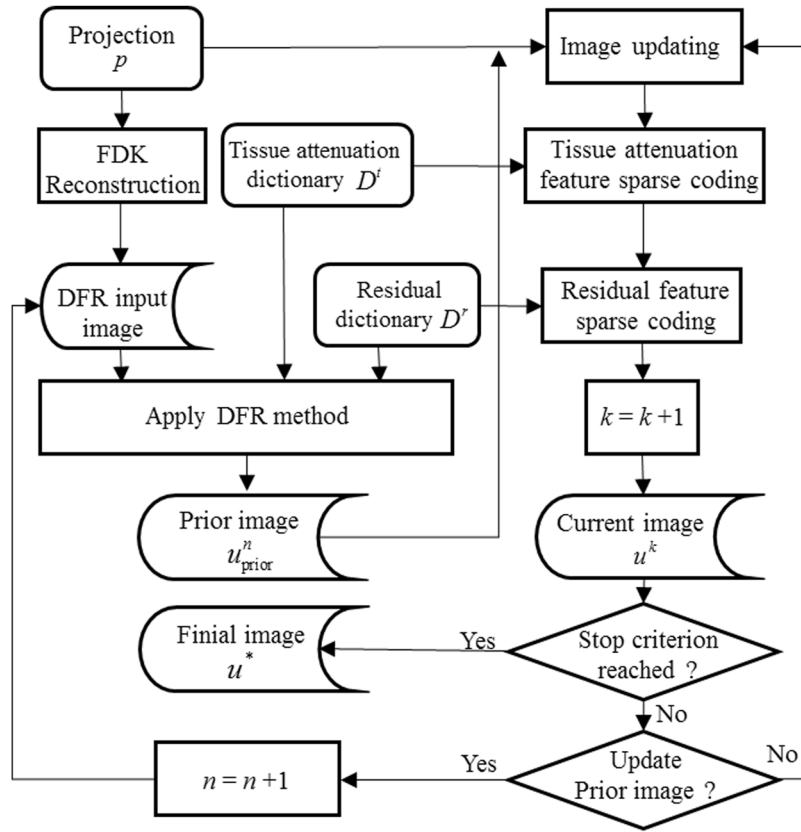 Projection
p
Image updating
FDK
Reconstruction
Tissue attenuation
dictionary D^t
Tissue attenuation
feature sparse coding
DFR input
image
Residual
dictionary D^r
Residual feature
sparse coding
Apply DFR method
k = k +1
Prior image
u^n_prior
Current image
u^k
Finial image
u^*
Yes
Stop criterion
reached ?
No
n = n +1
Yes
Update
Prior image ?
No